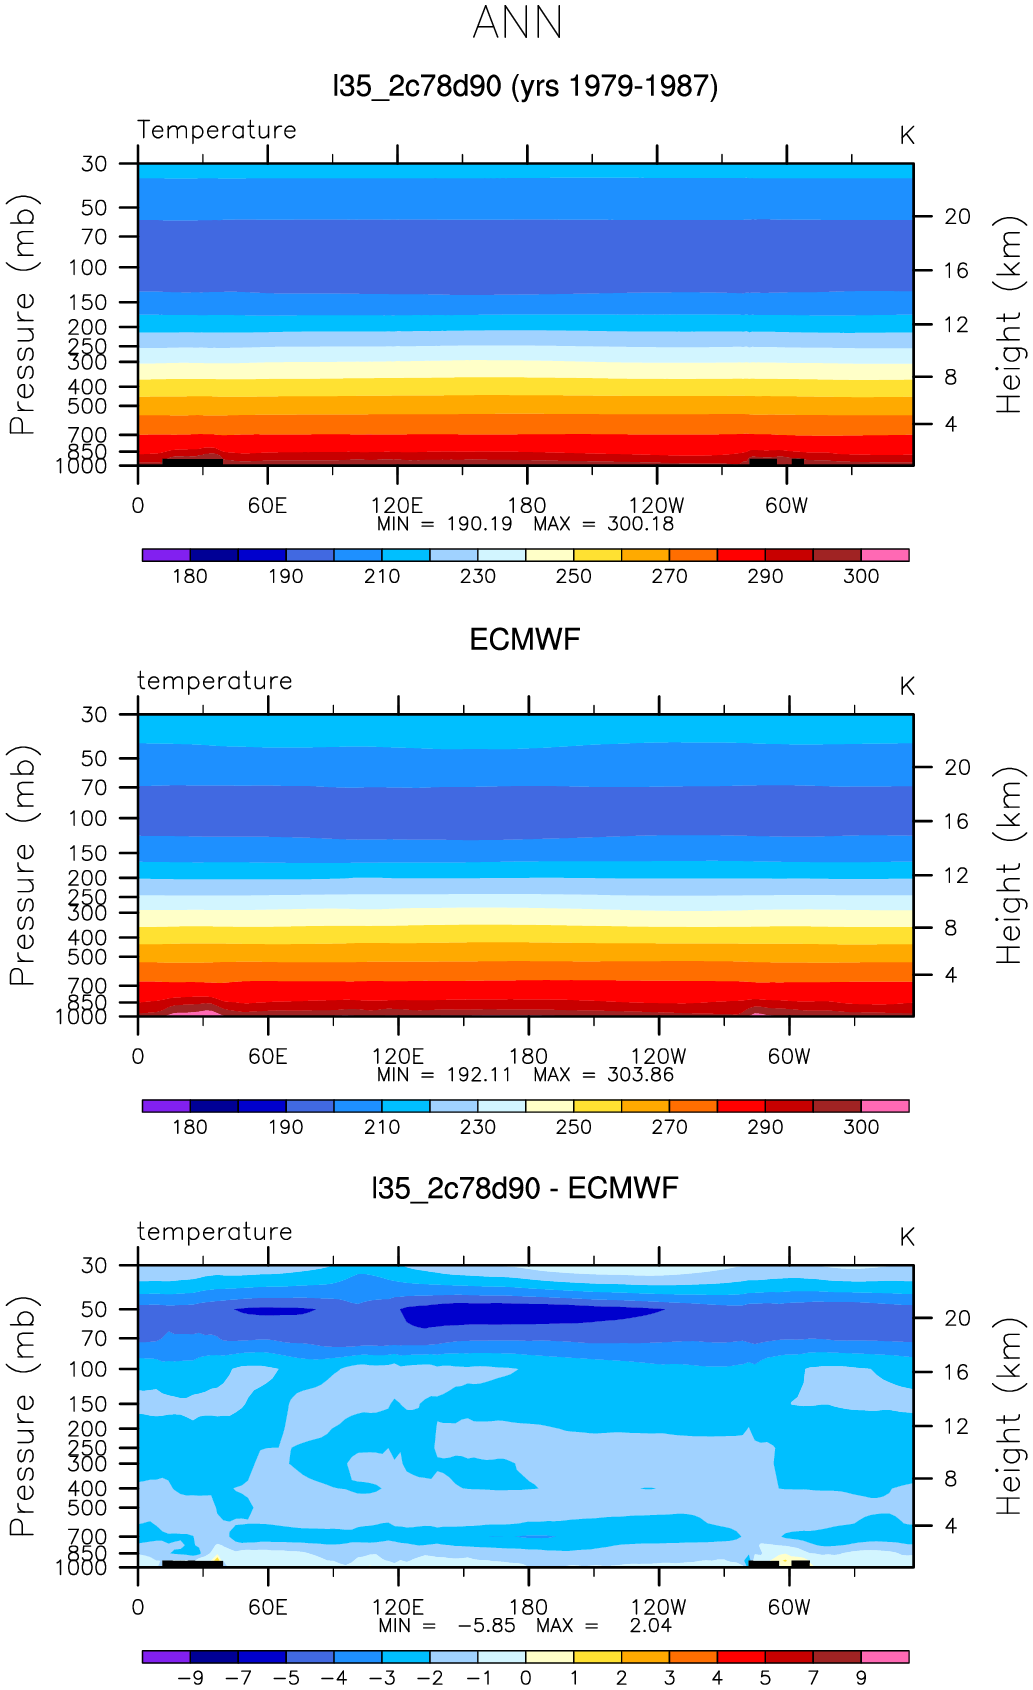 ANN
l35_2c78d90 (yrs 1979-1987)
Temperature K
30
50
70
100
150
200
250
300
400
500
700
850
1000
Pressure (mb)
20
16
12
8
4
Height (km)
0 60E 120E 180 120W 60W
MIN = 190.19 MAX = 300.18
180 190 210 230 250 270 290 300
ECMWF
temperature K
30
50
70
100
150
200
250
300
400
500
700
850
1000
Pressure (mb)
20
16
12
8
4
Height (km)
0 60E 120E 180 120W 60W
MIN = 192.11 MAX = 303.86
180 190 210 230 250 270 290 300
l35_2c78d90 - ECMWF
temperature K
30
50
70
100
150
200
250
300
400
500
700
850
1000
Pressure (mb)
20
16
12
8
4
Height (km)
0 60E 120E 180 120W 60W
MIN = -5.85 MAX = 2.04
-9 -7 -5 -4 -3 -2 -1 0 1 2 3 4 5 7 9